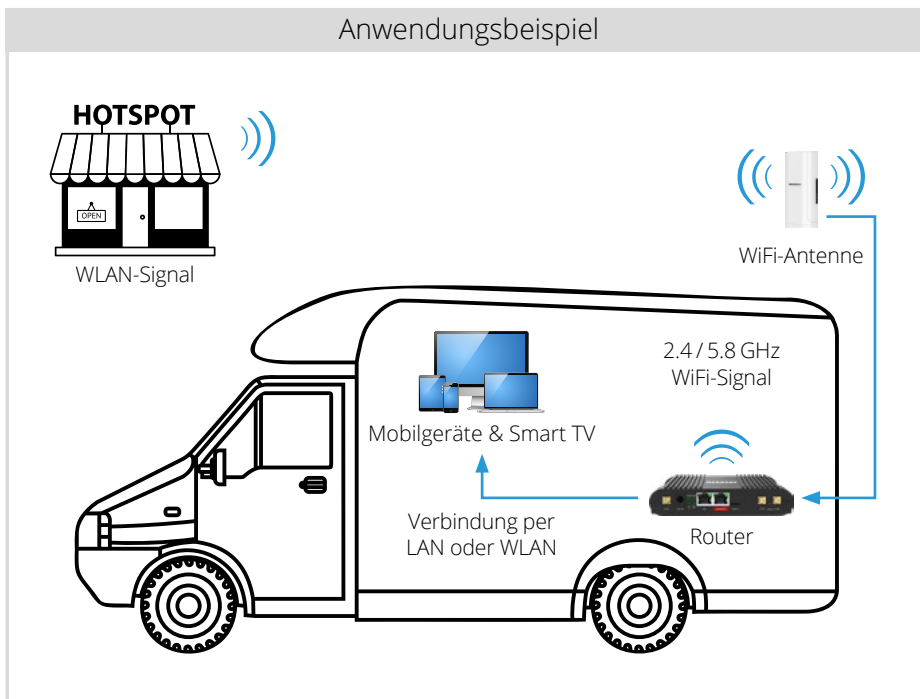 Anwendungsbeispiel
HOTSPOT
OPEN
WLAN-Signal
WiFi-Antenne
2.4 / 5.8 GHz
WiFi-Signal
Mobilgeräte & Smart TV
Verbindung per
LAN oder WLAN
Router